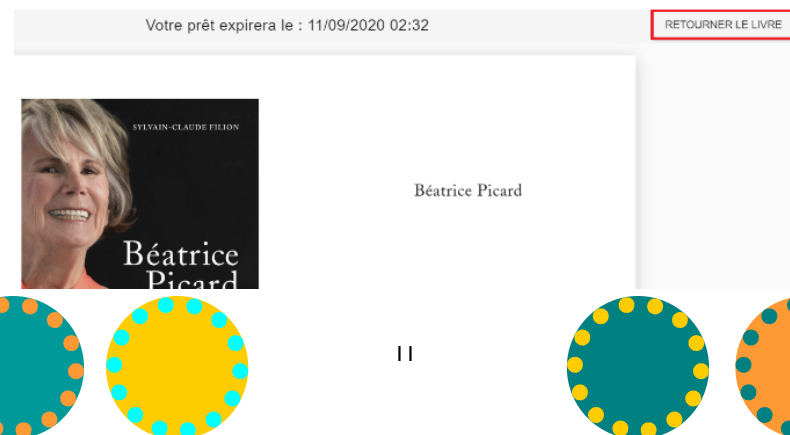 Votre prêt expirera le : 11/09/2020 02:32
RETOURNER LE LIVRE
SYLVAIN-CLAUDE FILION
Béatrice
Picard
Béatrice Picard
11